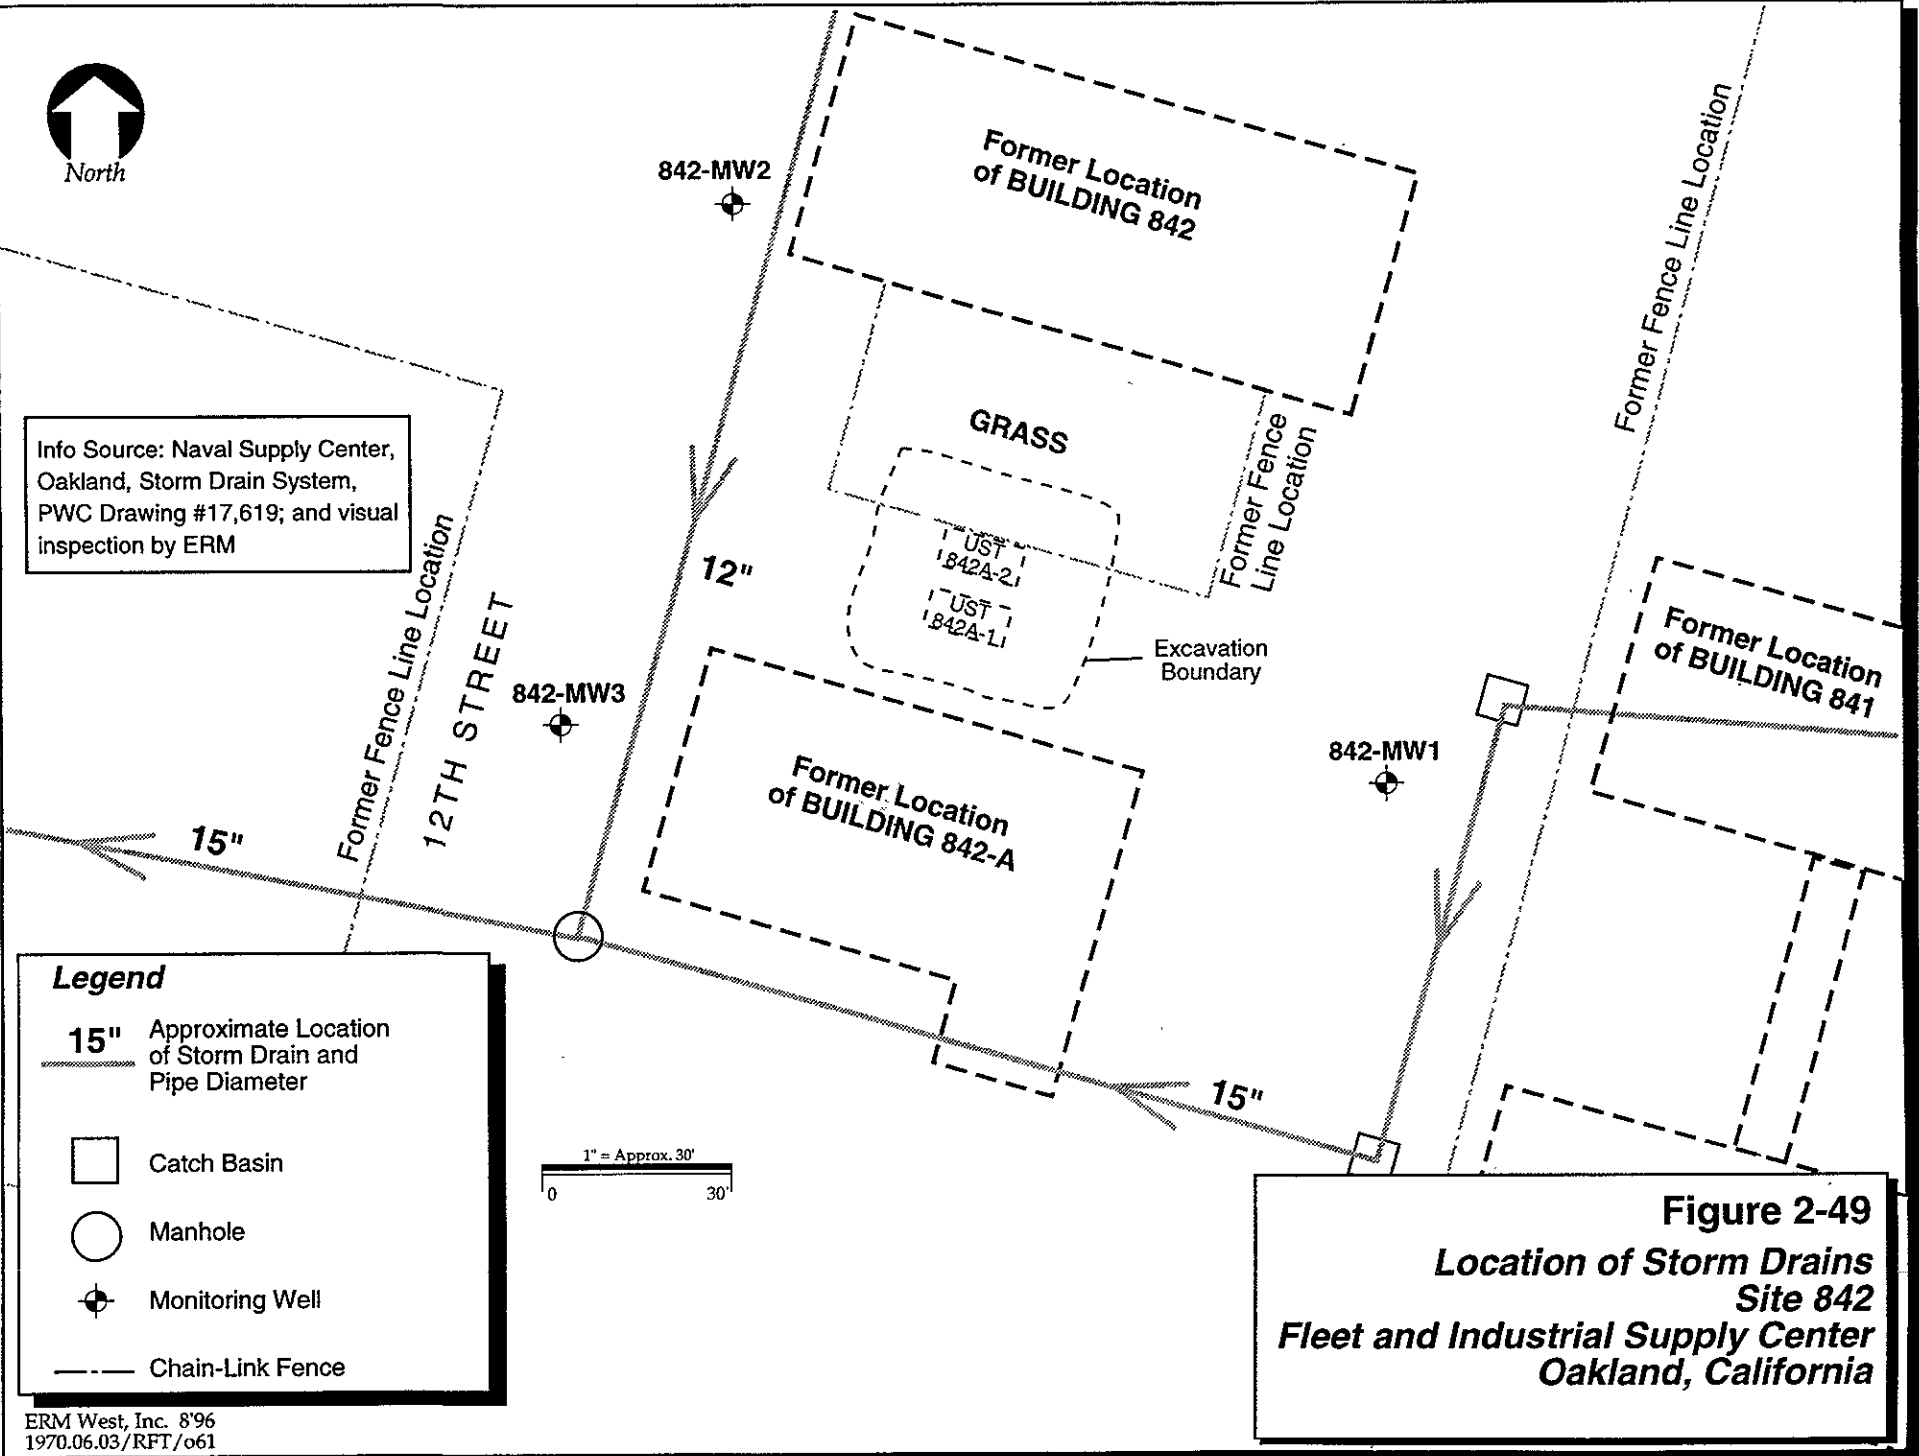 North
842-MW2
Former Location
of BUILDING 842
Former Fence Line Location
Info Source: Naval Supply Center,
Oakland, Storm Drain System,
PWC Drawing #17,619; and visual
inspection by ERM
GRASS
Former Fence
Line Location
UST
842A-2
UST
842A-1
12"
Excavation
Boundary
Former Fence Line Location
12TH STREET
842-MW3
Former Location
of BUILDING 841
842-MW1
Former Location
of BUILDING 842-A
15"
15"
Legend
15"
Approximate Location
of Storm Drain and
Pipe Diameter
Catch Basin
Manhole
Monitoring Well
Chain-Link Fence
1" = Approx. 30'
0
30'
Figure 2-49
Location of Storm Drains
Site 842
Fleet and Industrial Supply Center
Oakland, California
ERM West, Inc. 8'96
1970.06.03/RFT/o61